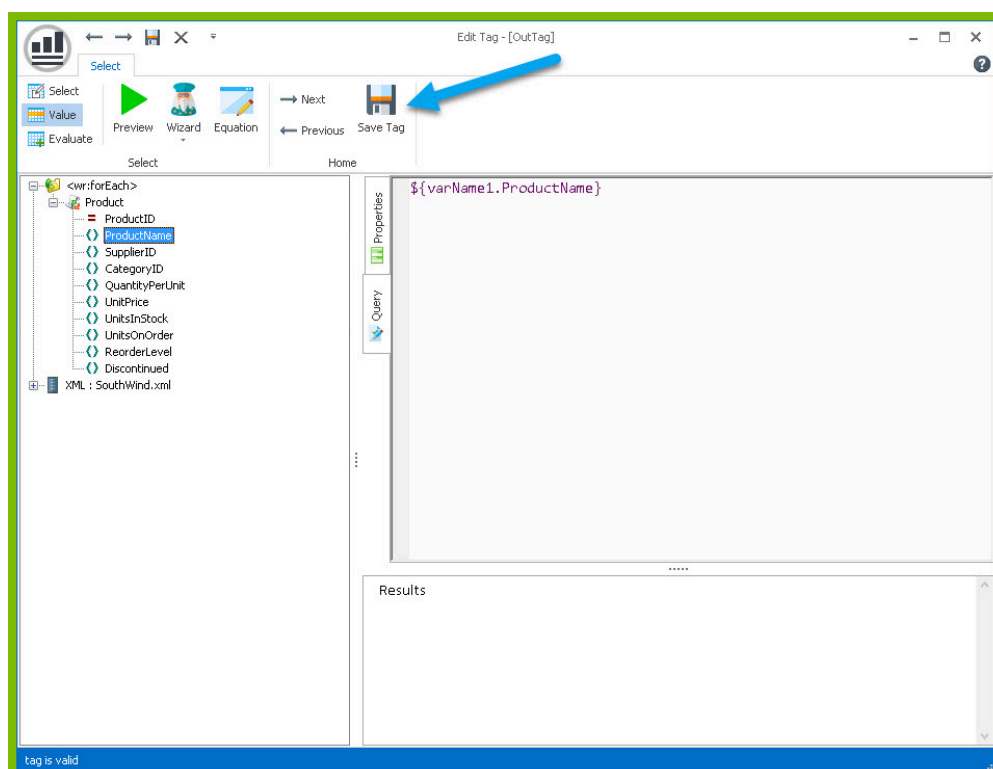 Edit Tag - [OutTag]
Select
Select
Value
Evaluate
Preview
Wizard
Equation
Next
Previous
Save Tag
Select
Home
<wr:forEach>
Product
ProductID
ProductName
SupplierID
CategoryID
QuantityPerUnit
UnitPrice
UnitsInStock
UnitsOnOrder
ReorderLevel
Discontinued
XML : SouthWind.xml
Properties
Query
${varName1.ProductName}
Results
tag is valid